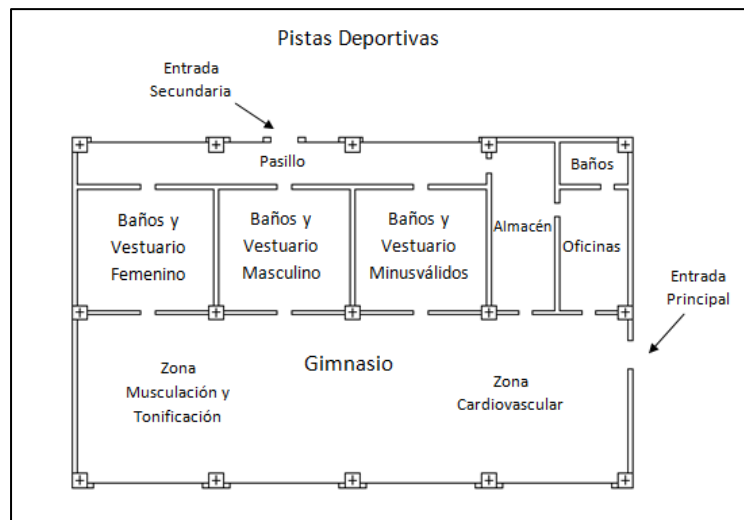 Pistas Deportivas
Entrada
Secundaria
Pasillo
Baños
Baños y
Vestuario
Femenino
Baños y
Vestuario
Masculino
Baños y
Vestuario
Minusválidos
Almacén
Oficinas
Entrada
Principal
Gimnasio
Zona
Musculación y
Tonificación
Zona
Cardiovascular